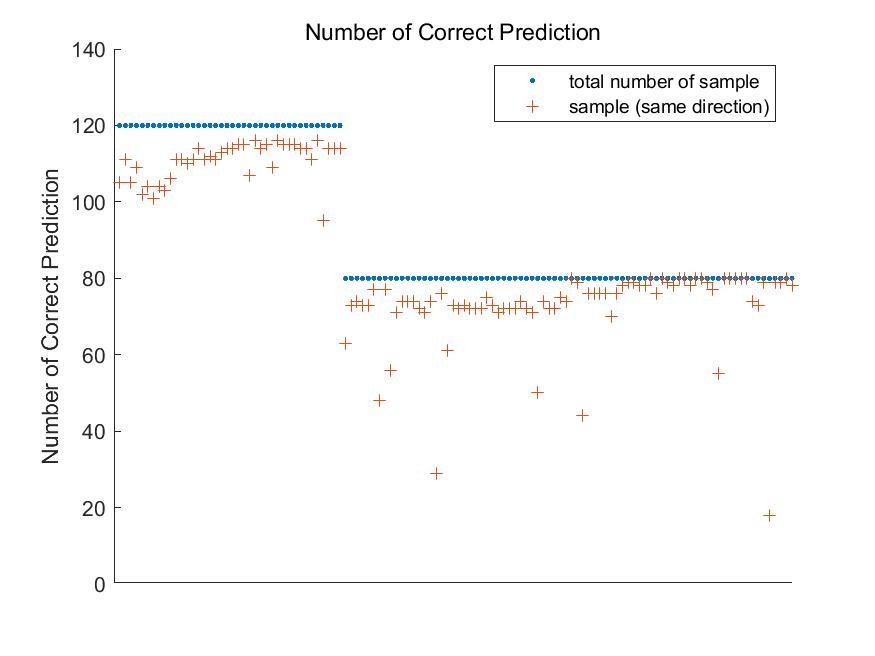 Number of Correct Prediction
total number of sample
sample (same direction)
Number of Correct Prediction
140
120
100
80
60
40
20
0